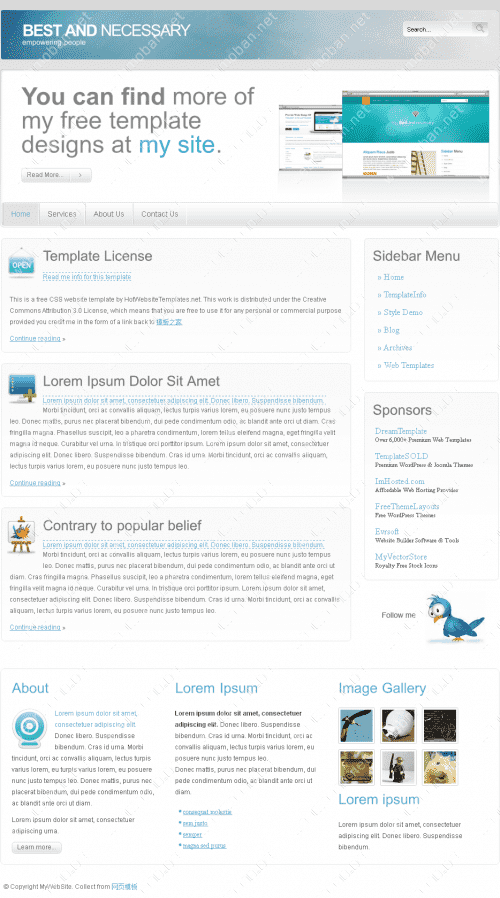 BEST AND NECESSARY
empowering people
Search...
You can find more of
my free template
designs at my site.
Read More...
Home Services About Us Contact Us
Template License
Read me info for this template
This is a free CSS website template by HotWebsiteTemplates.net. This work is distributed under the Creative
Commons Attribution 3.0 License, which means that you are free to use it for any personal or commercial purpose
provided you credit me in the form of a link back to 模板之家
Continue reading »
Lorem Ipsum Dolor Sit Amet
Lorem ipsum dolor sit amet, consectetuer adipiscing elit. Donec libero. Suspendisse bibendum.
Morbi tincidunt, orci ac convallis aliquam, lectus turpis varius lorem, eu posuere nunc justo tempus
leo. Donec mattis, purus nec placerat bibendum, dui pede condimentum odio, ac blandit ante orci ut diam. Cras
fringilla magna. Phasellus suscipit, leo a pharetra condimentum, lorem tellus eleifend magna, eget fringilla velit
magna id neque. Curabitur vel urna. In tristique orci porttitor ipsum. Lorem ipsum dolor sit amet, consectetuer
adipiscing elit. Donec libero. Suspendisse bibendum. Cras id urna. Morbi tincidunt, orci ac convallis aliquam,
lectus turpis varius lorem, eu posuere nunc justo tempus leo.
Continue reading »
Contrary to popular belief
Lorem ipsum dolor sit amet, consectetuer adipiscing elit. Donec libero. Suspendisse bibendum.
Morbi tincidunt, orci ac convallis aliquam, lectus turpis varius lorem, eu posuere nunc justo tempus
leo. Donec mattis, purus nec placerat bibendum, dui pede condimentum odio, ac blandit ante orci ut
diam. Cras fringilla magna. Phasellus suscipit, leo a pharetra condimentum, lorem tellus eleifend magna, eget
fringilla velit magna id neque. Curabitur vel urna. In tristique orci porttitor ipsum. Lorem ipsum dolor sit amet,
consectetuer adipiscing elit. Donec libero. Suspendisse bibendum. Cras id urna. Morbi tincidunt, orci ac convallis
aliquam, lectus turpis varius lorem, eu posuere nunc justo tempus leo.
Continue reading »
Sidebar Menu
» Home
» TemplateInfo
» Style Demo
» Blog
» Archives
» Web Templates
Sponsors
DreamTemplate
Over 6,000+ Premium Web Templates
TemplateSOLD
Premium WordPress & Joomla Themes
ImHosted.com
Affordable Web Hosting Provider
FreeThemeLayouts
Free WordPress Themes
Evrsoft
Website Builder Software & Tools
MyVectorStore
Royalty Free Stock Icons
Follow me
About
Lorem ipsum dolor sit amet,
consectetuer adipiscing elit.
Donec libero. Suspendisse
bibendum. Cras id urna. Morbi
tincidunt, orci ac convallis aliquam, lectus turpis
varius lorem, eu posuere nunc justo tempus
leo. Donec mattis, purus nec
placerat bibendum, dui pede condimentum odio,
ac blandit ante orci ut diam.
Lorem ipsum dolor sit amet, consectetuer
adipiscing urna.
Learn more...
Lorem Ipsum
Lorem ipsum dolor sit amet, consectetuer
adipiscing elit. Donec libero. Suspendisse
bibendum. Cras id urna. Morbi tincidunt, orci ac
convallis aliquam, lectus turpis varius lorem, eu
posuere nunc justo tempus leo.
Donec mattis, purus nec placerat bibendum, dui
pede condimentum odio, ac blandit ante orci ut
diam.
consequat molestie
sem justo
semper
magna sed purus
Image Gallery
Lorem ipsum
Lorem ipsum dolor sit amet, consectetuer
adipiscing elit. Donec libero. Suspendisse
bibendum.
© Copyright MyWebSite. Collect from 网页模板